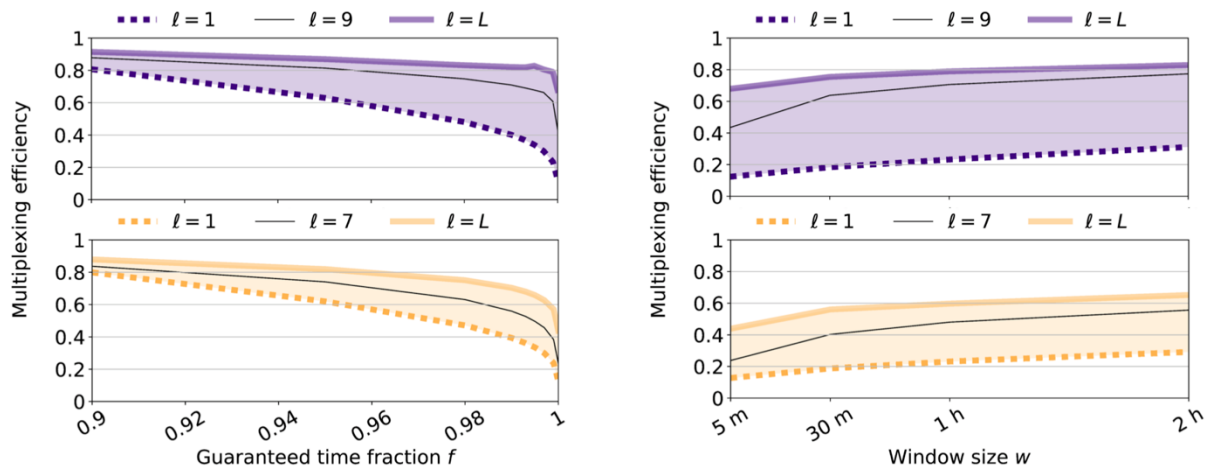 ℓ = 1 ℓ = 9 ℓ = L
Multiplexing efficiency
1
0.8
0.6
0.4
0.2
0
ℓ = 1 ℓ = 7 ℓ = L
1
0.8
0.6
0.4
0.2
0
0.9 0.92 0.94 0.96 0.98 1
Guaranteed time fraction f
ℓ = 1 ℓ = 9 ℓ = L
Multiplexing efficiency
1
0.8
0.6
0.4
0.2
0
ℓ = 1 ℓ = 7 ℓ = L
1
0.8
0.6
0.4
0.2
0
5 m 30 m 1 h 2 h
Window size w